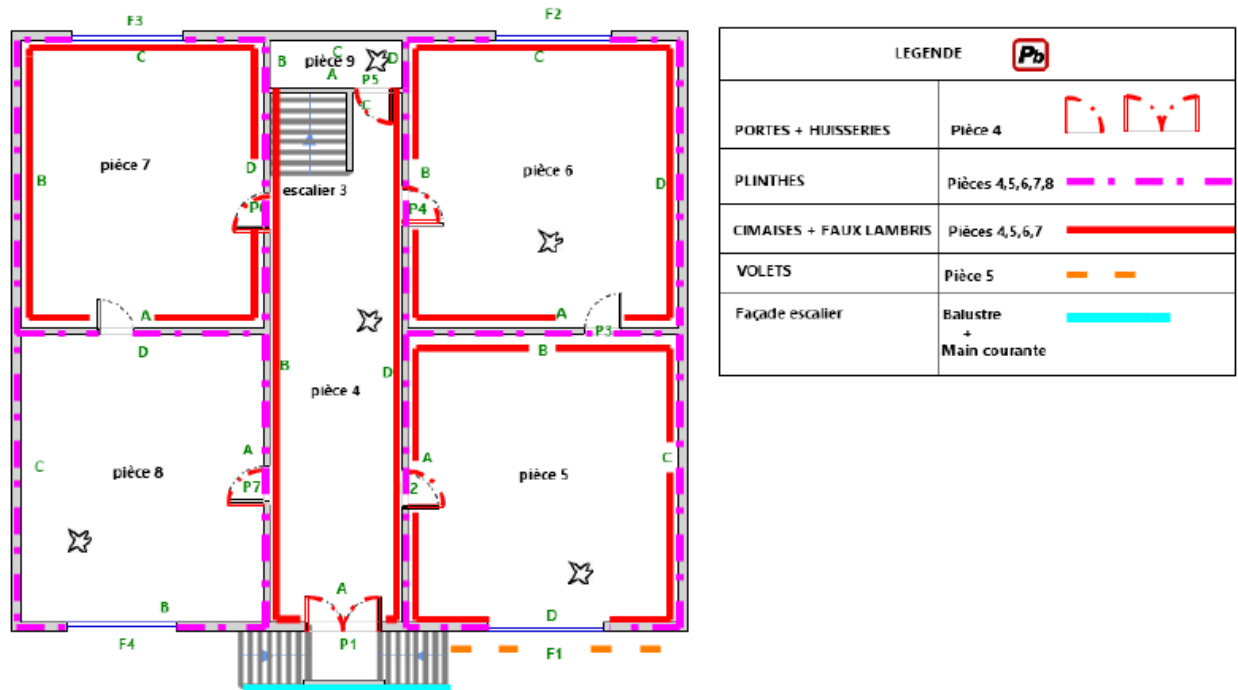 F3
F2
C
B
C
pièce 9
D
A
P5
C
C
pièce 7
D
B
escalier 3
B
pièce 6
D
P4
A
A
P3
D
B
B
D
pièce 4
C
pièce 8
A
P7
A
2
pièce 5
C
B
A
D
F4
P1
F1
LEGENDE
Pb
PORTES + HUISSERIES
Pièce 4
PLINTHES
Pièces 4,5,6,7,8
CIMAISES + FAUX LAMBRIS
Pièces 4,5,6,7
VOLETS
Pièce 5
Façade escalier
Balustre
+
Main courante